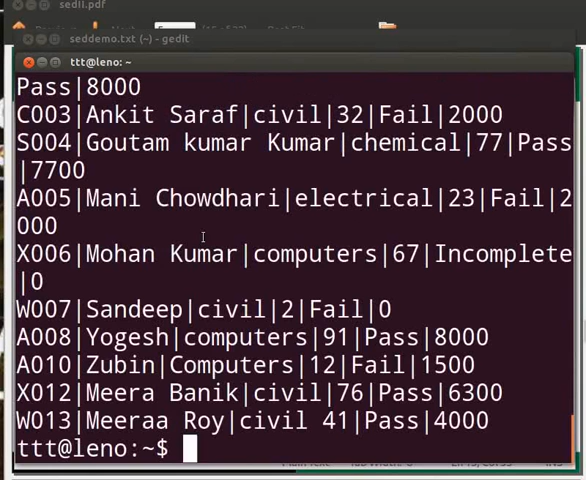 sedII.pdf
seddemo.txt (~) - gedit
ttt@leno: ~
Pass|8000
C003|Ankit Saraf|civil|32|Fail|2000
S004|Goutam kumar Kumar|chemical|77|Pass
|7700
A005|Mani Chowdhari|electrical|23|Fail|2
000
X006|Mohan Kumar|computers|67|Incomplete
|0
W007|Sandeep|civil|2|Fail|0
A008|Yogesh|computers|91|Pass|8000
A010|Zubin|Computers|12|Fail|1500
X012|Meera Banik|civil|76|Pass|6300
W013|Meeraa Roy|civil 41|Pass|4000
ttt@leno:~$